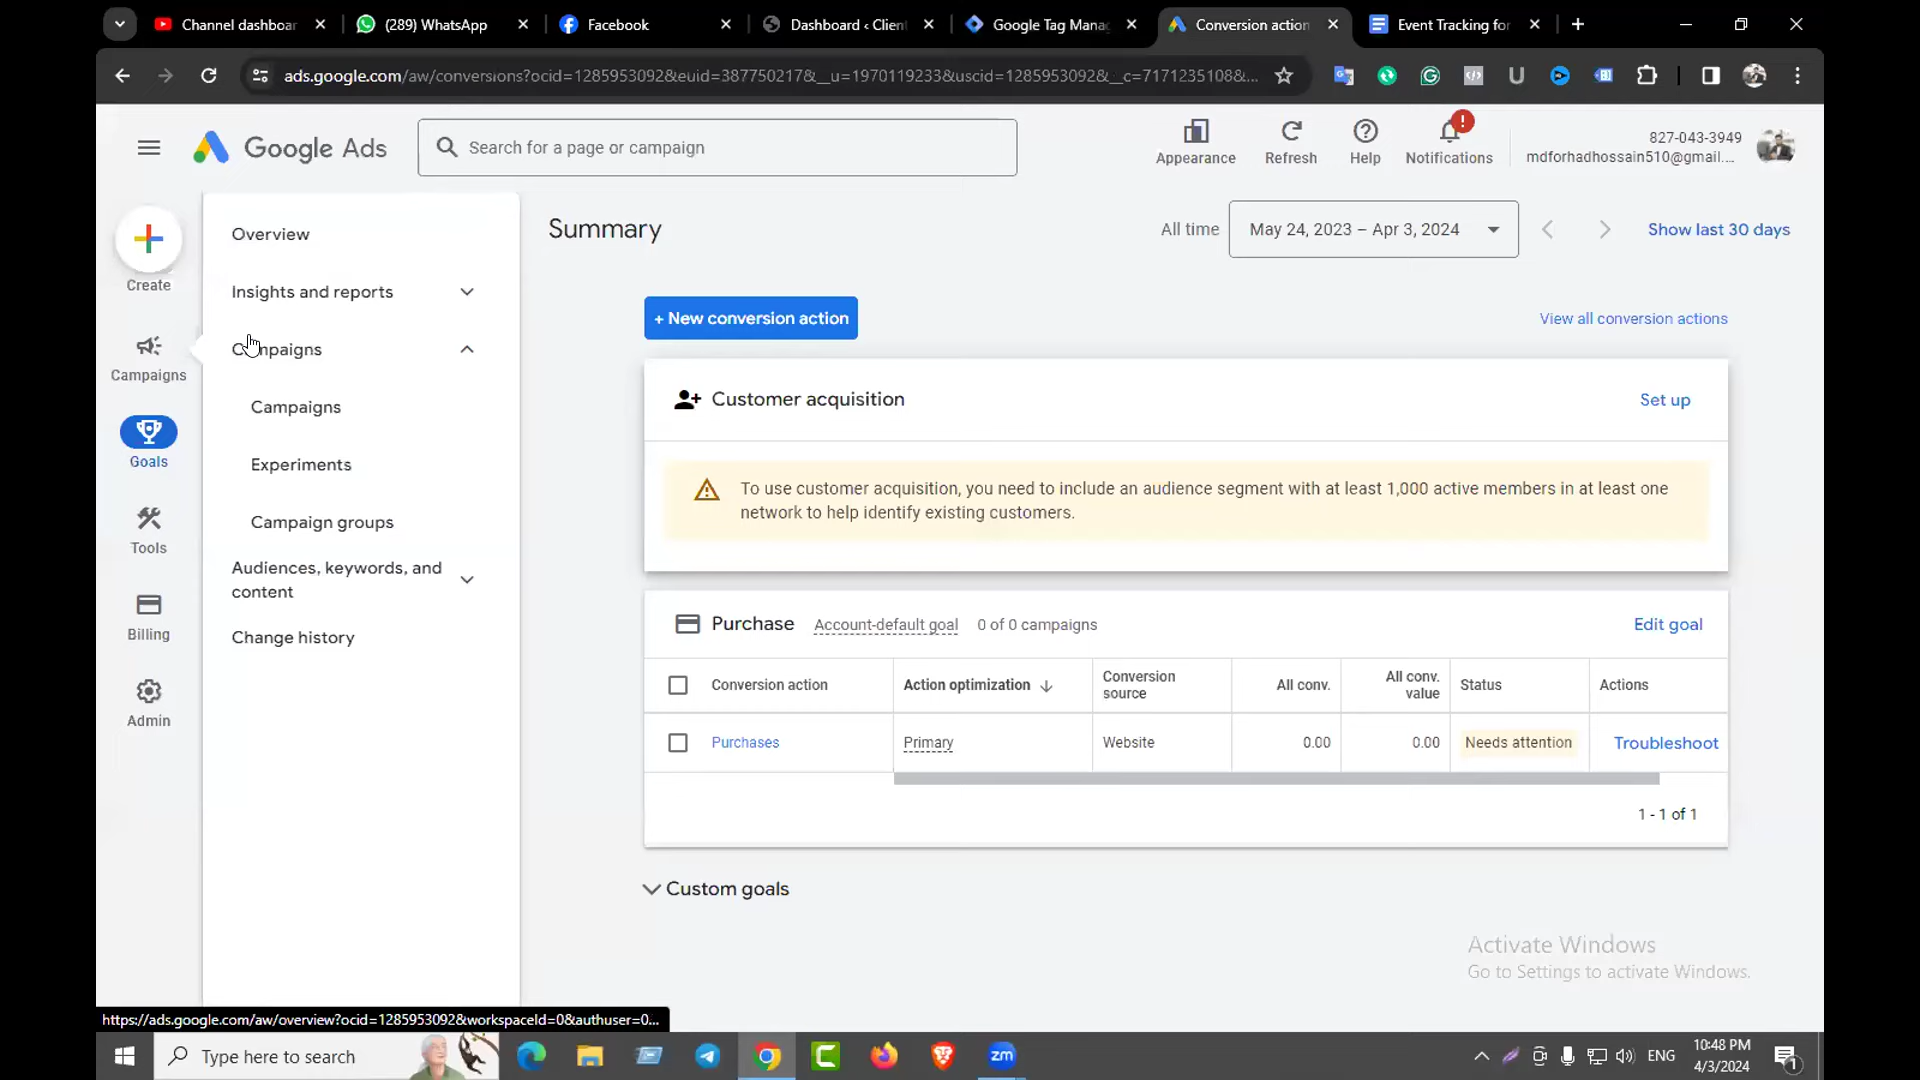 Channel dashboar
(289) WhatsApp
Facebook
Dashboard ‹ Clien
Google Tag Mana
Conversion action
Event Tracking for
ads.google.com/aw/conversions?ocid=1285953092&euid=387750217&__u=1970119233&uscid=1285953092&__c=7171235108&...
Google Ads
Search for a page or campaign
Appearance
Refresh
Help
Notifications
827-043-3949
mdforhadhossain510@gmail....
Create
Campaigns
Goals
Tools
Billing
Admin
Overview
Insights and reports
Campaigns
Campaigns
Experiments
Campaign groups
Audiences, keywords, and
content
Change history
Summary
All time
May 24, 2023 – Apr 3, 2024
Show last 30 days
+ New conversion action
View all conversion actions
Customer acquisition
Set up
To use customer acquisition, you need to include an audience segment with at least 1,000 active members in at least one
network to help identify existing customers.
Purchase Account-default goal 0 of 0 campaigns
Edit goal
Conversion action
Action optimization
Conversion
source
All conv.
All conv.
value
Status
Actions
Purchases
Primary
Website
0.00
0.00
Needs attention
Troubleshoot
1 - 1 of 1
Custom goals
Activate Windows
Go to Settings to activate Windows.
https://ads.google.com/aw/overview?ocid=1285953092&workspaceId=0&authuser=0...
Type here to search
zm
ENG
10:48 PM
4/3/2024
1